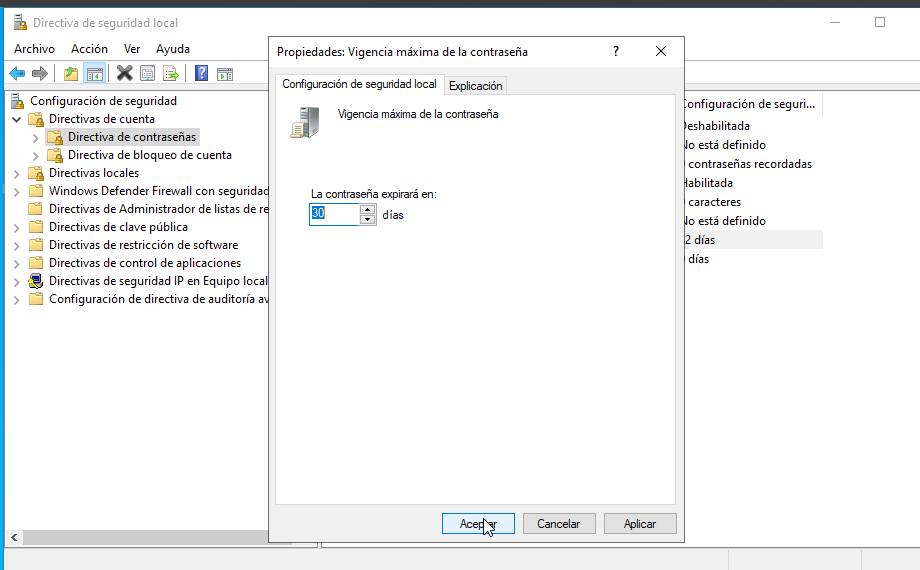 Directiva de seguridad local
Archivo Acción Ver Ayuda
Configuración de seguridad
Directivas de cuenta
Directiva de contraseñas
Directiva de bloqueo de cuenta
Directivas locales
Windows Defender Firewall con seguridad
Directivas de Administrador de listas de re
Directivas de clave pública
Directivas de restricción de software
Directivas de control de aplicaciones
Directivas de seguridad IP en Equipo local
Configuración de directiva de auditoría av
Propiedades: Vigencia máxima de la contraseña
?
Configuración de seguridad local Explicación
Vigencia máxima de la contraseña
La contraseña expirará en:
30 días
Aceptar Cancelar Aplicar
onfiguración de seguri...
Deshabilitada
No está definido
contraseñas recordadas
Habilitada
caracteres
No está definido
2 días
días